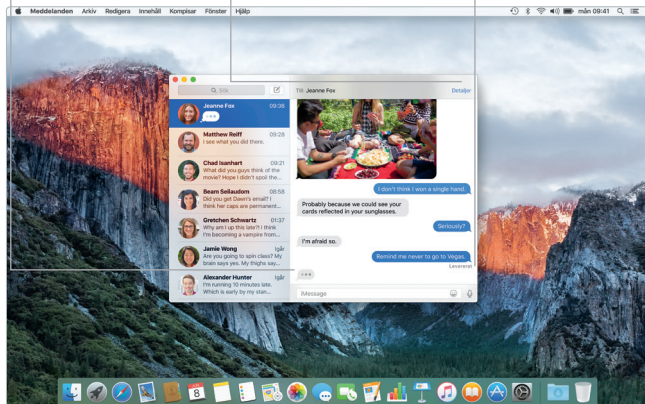 Meddelanden Arkiv Redigera Innehåll Kompisar Fönster Hjälp
mån 09:41
Sök
Till: Jeanne Fox
Detaljer
Jeanne Fox 09:36
Matthew Reiff 09:28
I see what you did there.
Chad Isanhart 09:21
What did you guys think of the
movie? Hope I didn't spoil the...
Beam Seilaudom 08:58
Did you get Dawn's email? I
think her caps are permanent...
Gretchen Schwartz 01:37
Why am I up this late?! I think
I'm becoming a vampire from...
Jamie Wong Igår
Are you going to spin class? My
brain says yes. My thighs say...
Alexander Hunter Igår
I'm running 10 minutes late.
Which is early by my stan...
I don't think I won a single hand.
Probably because we could see your
cards reflected in your sunglasses.
Seriously?
I'm afraid so.
Remind me never to go to Vegas.
Levererat
iMessage
8